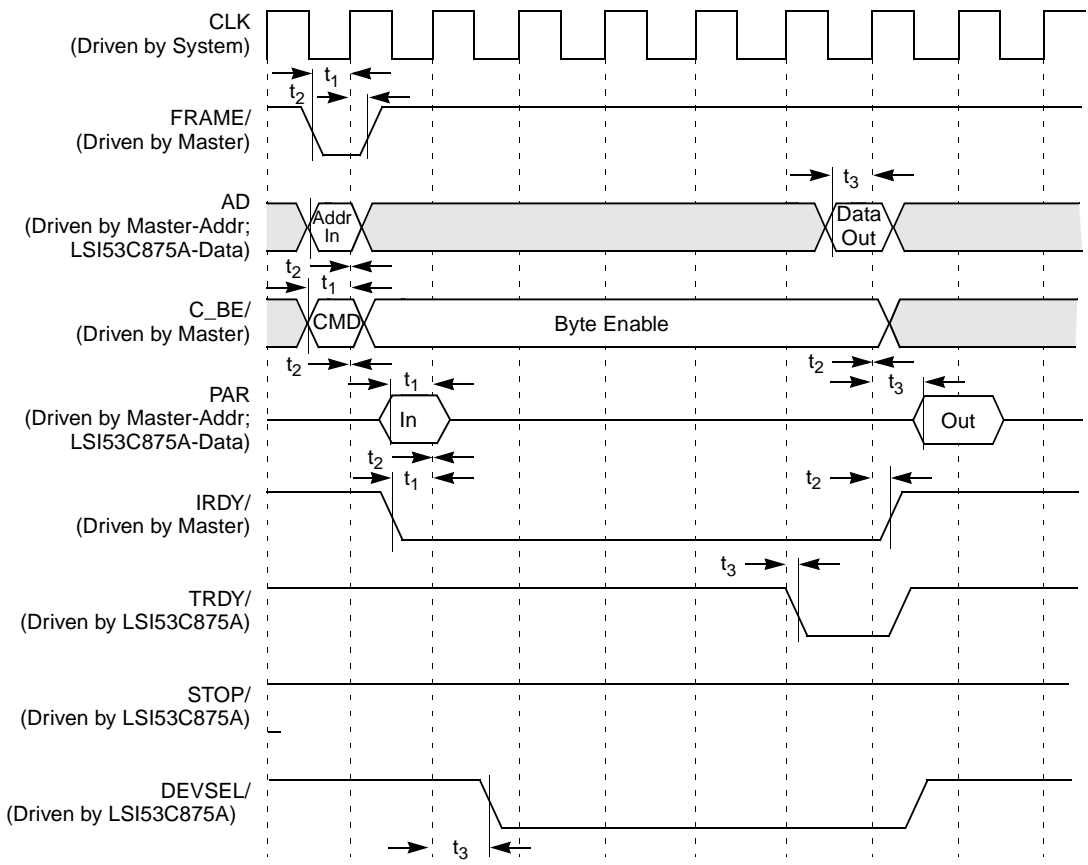 CLK
(Driven by System)
t1
t2
FRAME/
(Driven by Master)
t3
AD
(Driven by Master-Addr;
LSI53C875A-Data)
Addr
In
Data
Out
t2
t1
C_BE/
(Driven by Master)
CMD
Byte Enable
t2
t2
t1
t3
PAR
(Driven by Master-Addr;
LSI53C875A-Data)
In
Out
t2
t1
t2
IRDY/
(Driven by Master)
t3
TRDY/
(Driven by LSI53C875A)
STOP/
(Driven by LSI53C875A)
DEVSEL/
(Driven by LSI53C875A)
t3